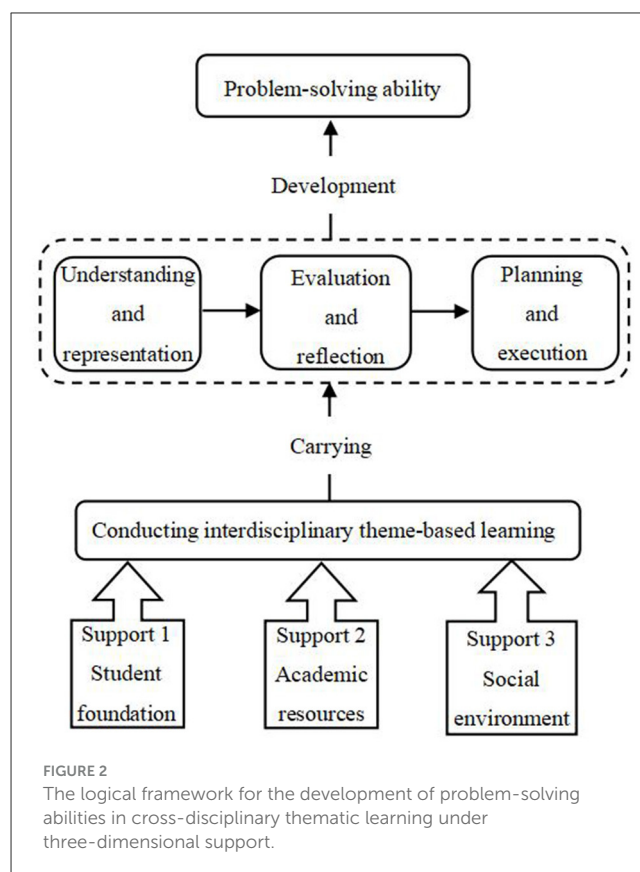 Problem-solving ability
Development
Understanding
and
representation
Evaluation
and
reflection
Planning
and
execution
Carrying
Conducting interdisciplinary theme-based learning
Support 1
Student
foundation
Support 2
Academic
resources
Support 3
Social
environment
FIGURE 2
The logical framework for the development of problem-solving
abilities in cross-disciplinary thematic learning under
three-dimensional support.